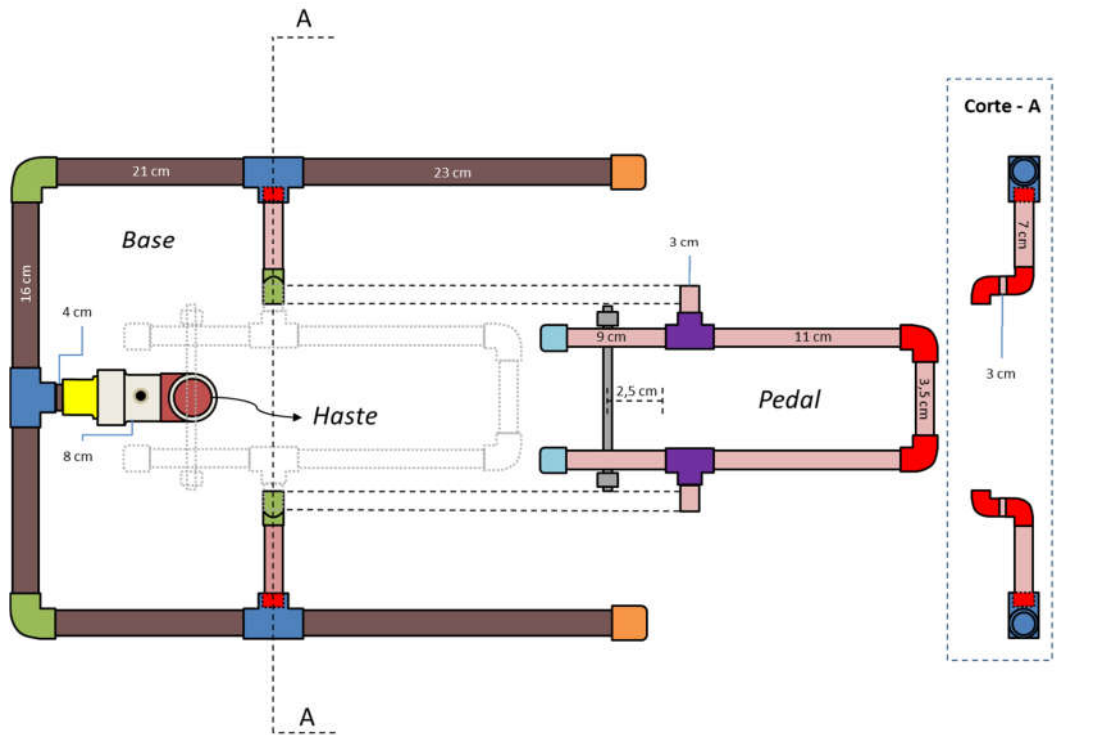 A
Corte - A
21 cm
23 cm
7 cm
Base
3 cm
16 cm
4 cm
9 cm
11 cm
3 cm
2,5 cm
3,5 cm
Pedal
Haste
8 cm
A